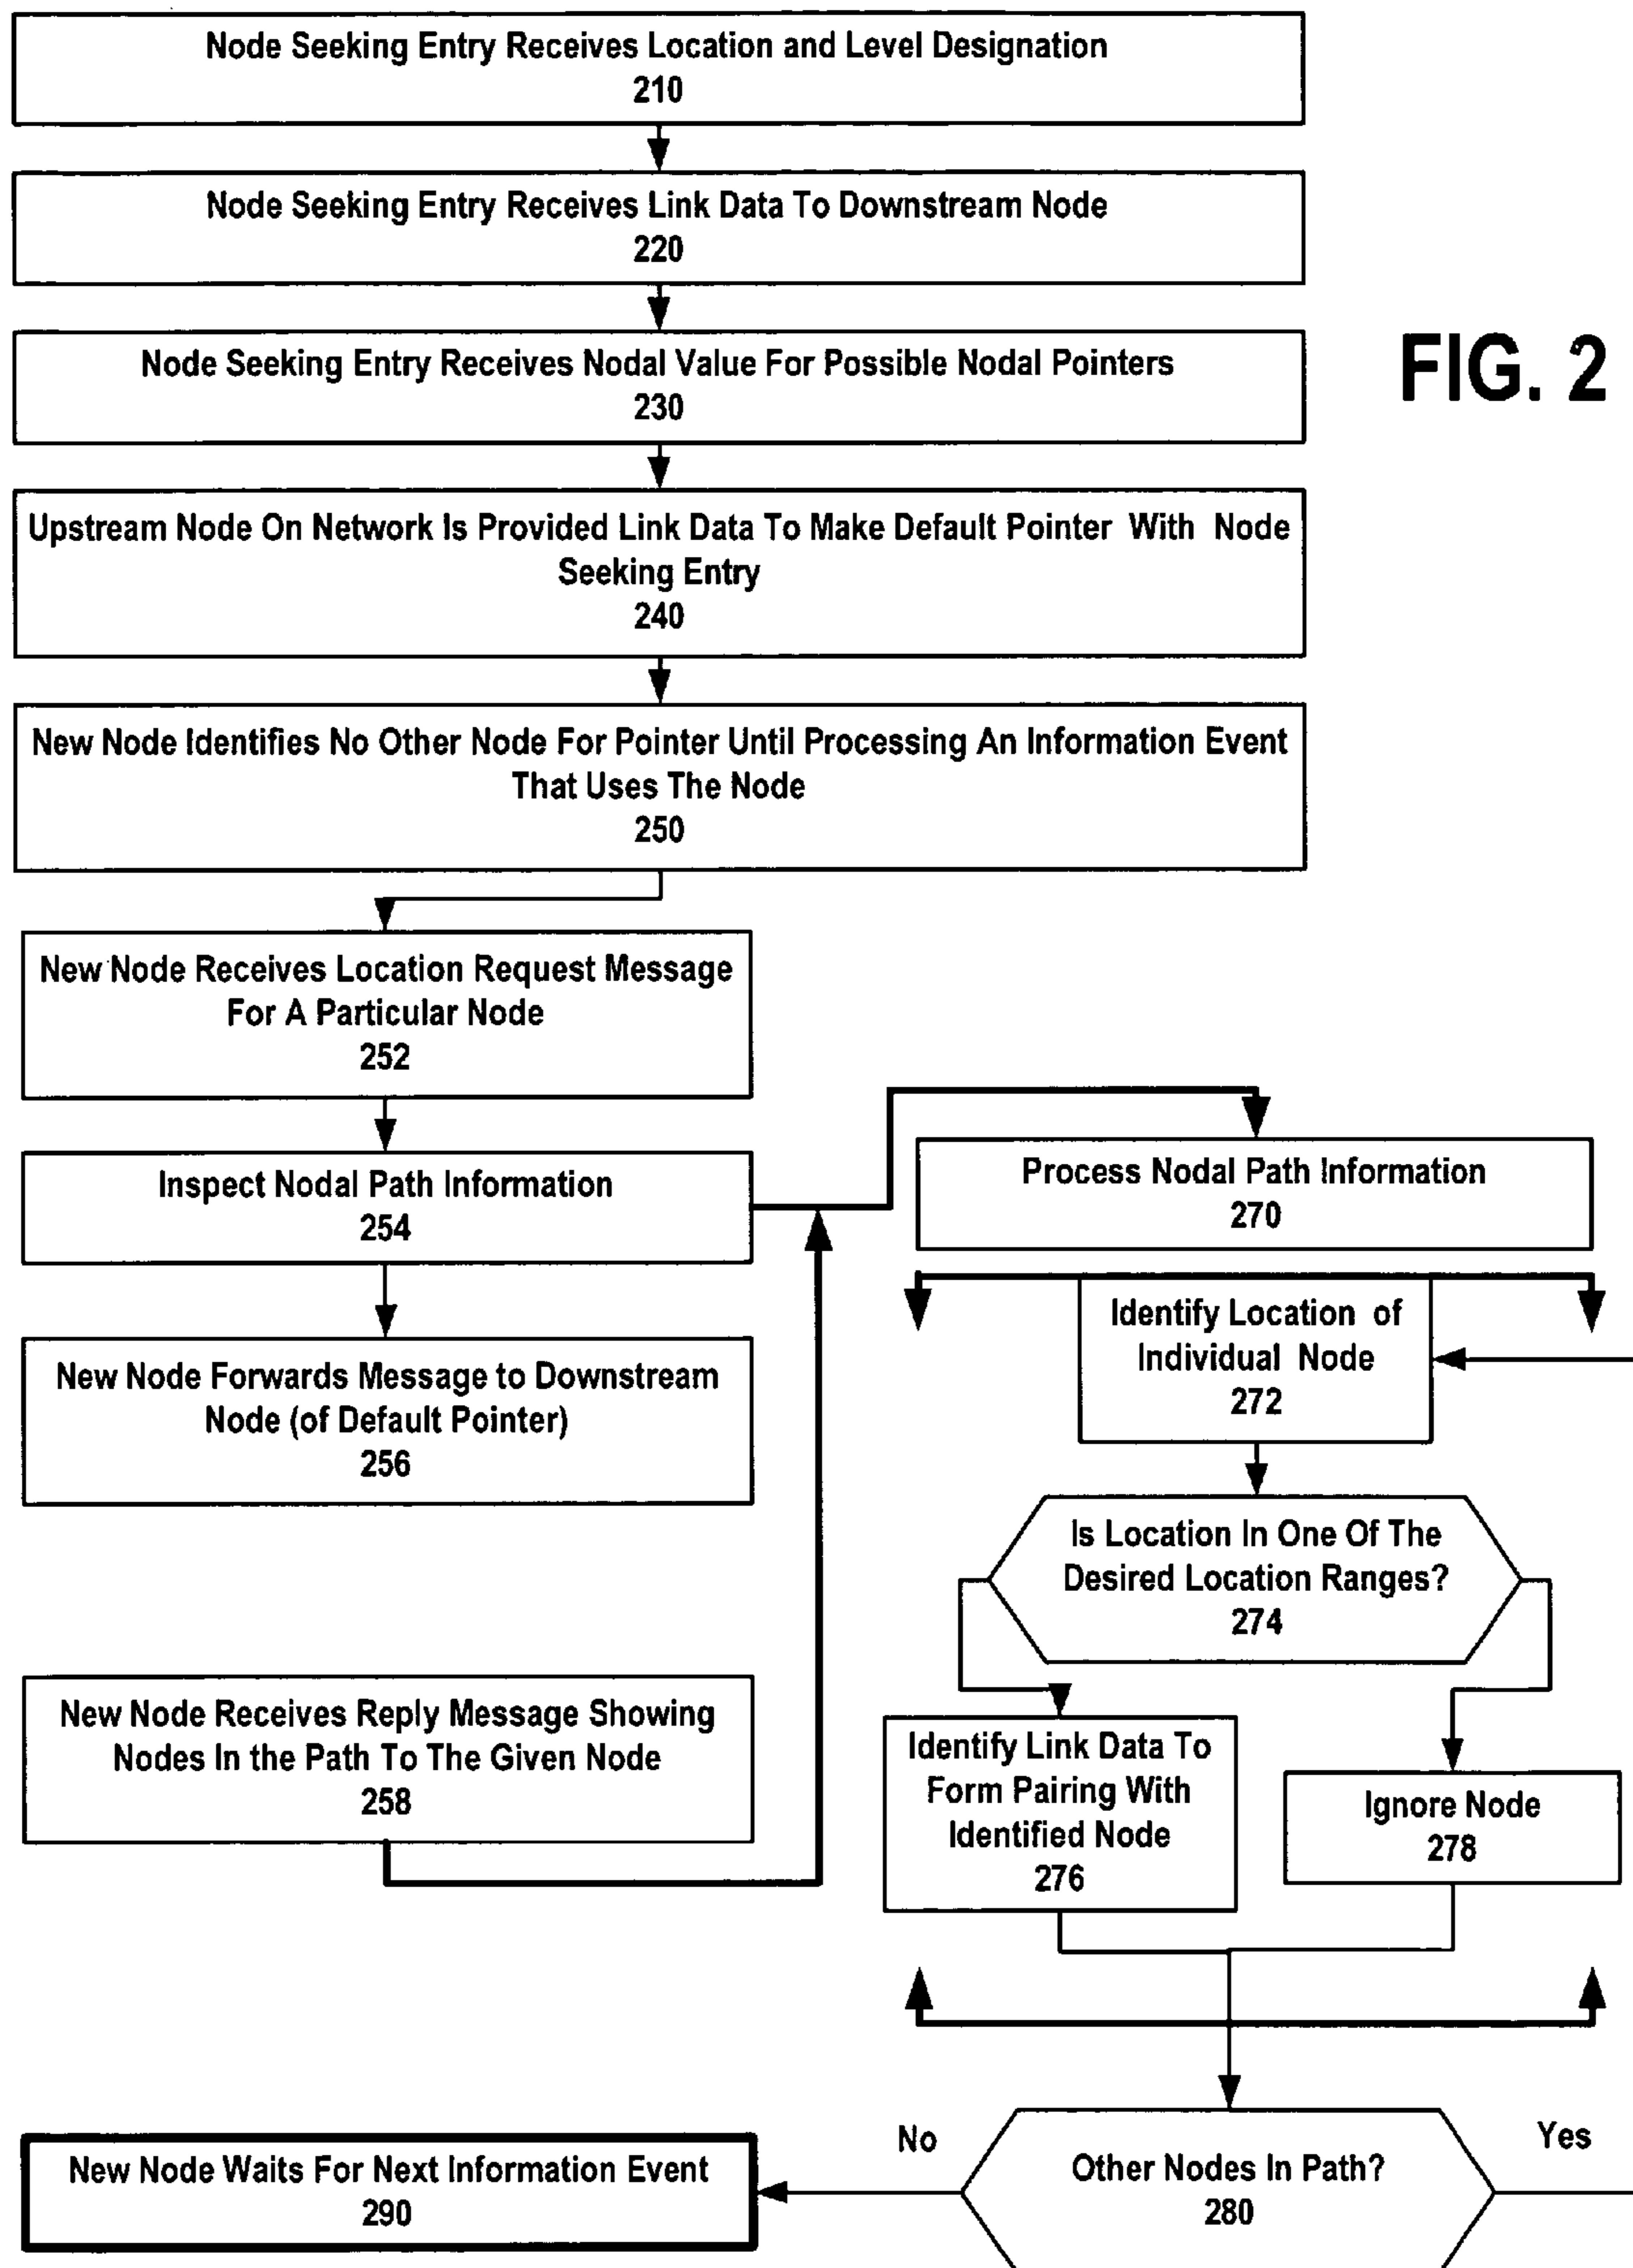 Node Seeking Entry Receives Location and Level Designation
210
Node Seeking Entry Receives Link Data To Downstream Node
220
Node Seeking Entry Receives Nodal Value For Possible Nodal Pointers
230
FIG. 2
Upstream Node On Network Is Provided Link Data To Make Default Pointer With Node
Seeking Entry
240
New Node Identifies No Other Node For Pointer Until Processing An Information Event
That Uses The Node
250
New Node Receives Location Request Message
For A Particular Node
252
Inspect Nodal Path Information
254
New Node Forwards Message to Downstream
Node (of Default Pointer)
256
New Node Receives Reply Message Showing
Nodes In the Path To The Given Node
258
Process Nodal Path Information
270
Identify Location of
Individual Node
272
Is Location In One Of The
Desired Location Ranges?
274
Identify Link Data To
Form Pairing With
Identified Node
276
Ignore Node
278
Other Nodes In Path?
280
No
Yes
New Node Waits For Next Information Event
290